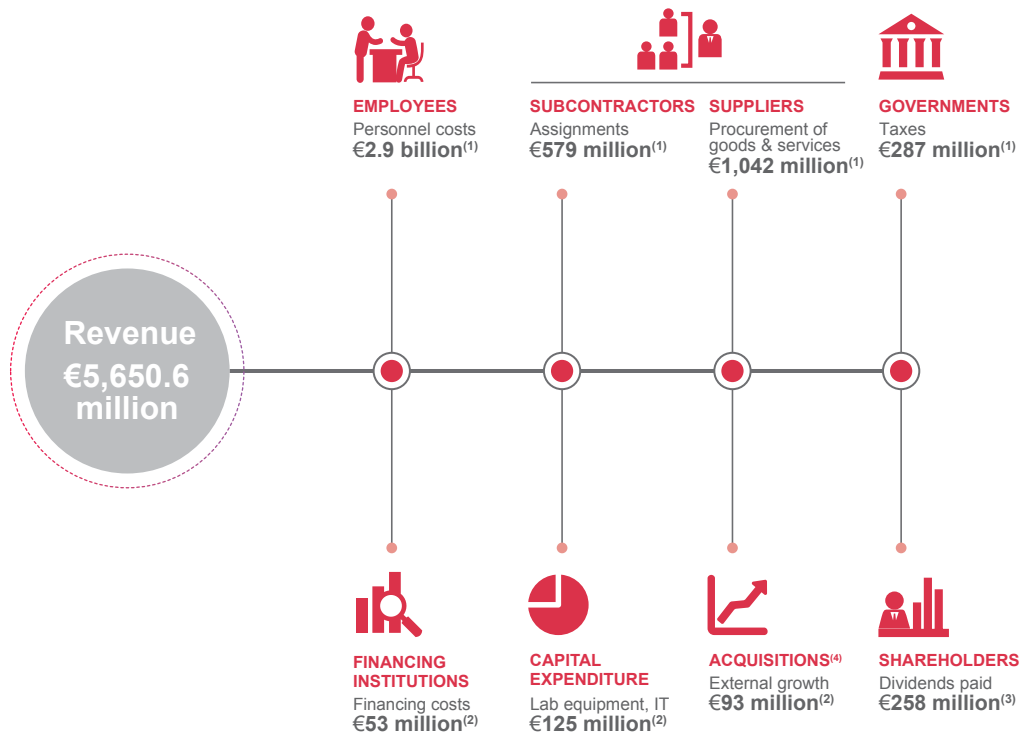 Revenue
€5,650.6
million
EMPLOYEES
Personnel costs
€2.9 billion(1)
SUBCONTRACTORS
Assignments
€579 million(1)
SUPPLIERS
Procurement of
goods & services
€1,042 million(1)
GOVERNMENTS
Taxes
€287 million(1)
FINANCING
INSTITUTIONS
Financing costs
€53 million(2)
CAPITAL
EXPENDITURE
Lab equipment, IT
€125 million(2)
ACQUISITIONS(4)
External growth
€93 million(2)
SHAREHOLDERS
Dividends paid
€258 million(3)